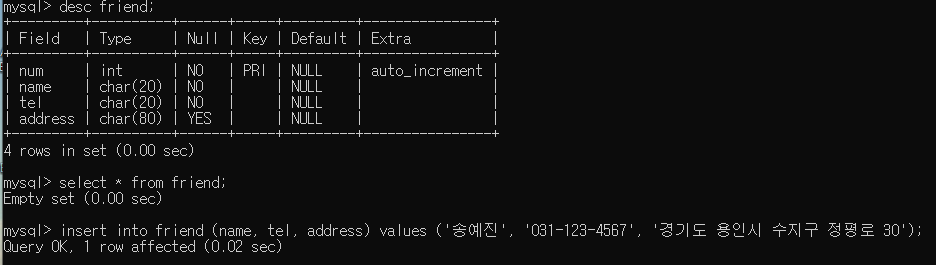 mysql> desc friend;
+---------+----------+------+-----+---------+----------------+
| Field | Type | Null | Key | Default | Extra |
+---------+----------+------+-----+---------+----------------+
| num | int | NO | PRI | NULL | auto_increment |
| name | char(20) | NO | | NULL | |
| tel | char(20) | NO | | NULL | |
| address | char(80) | YES | | NULL | |
+---------+----------+------+-----+---------+----------------+
4 rows in set (0.00 sec)
mysql> select * from friend;
Empty set (0.00 sec)
mysql> insert into friend (name, tel, address) values ('송예진', '031-123-4567', '경기도 용인시 수지구 정평로 30');
Query OK, 1 row affected (0.02 sec)